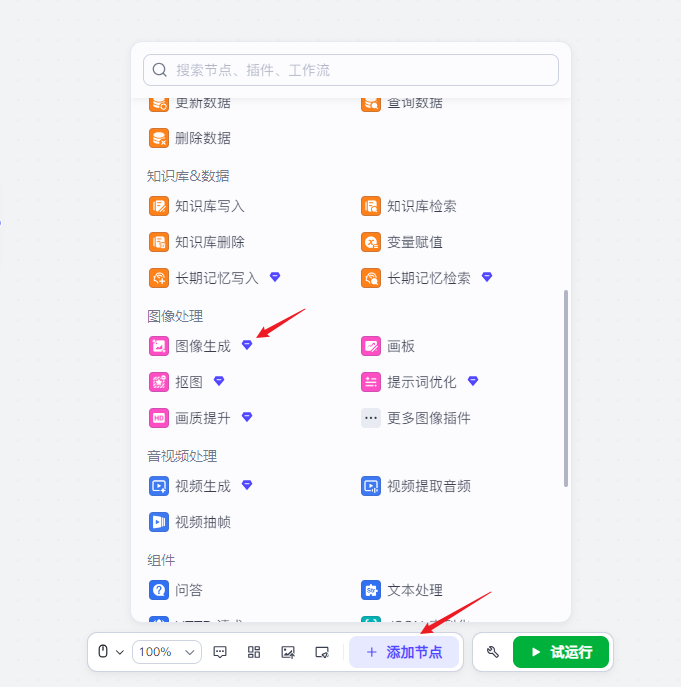 搜索节点、插件、工作流
更新数据 查询数据
删除数据
知识库&数据
知识库写入 知识库检索
知识库删除 变量赋值
长期记忆写入 长期记忆检索
图像处理
图像生成 画板
抠图 提示词优化
HD 画质提升 更多图像插件
音视频处理
视频生成 视频提取音频
视频抽帧
组件
问答 Str 文本处理
100% 添加节点 试运行